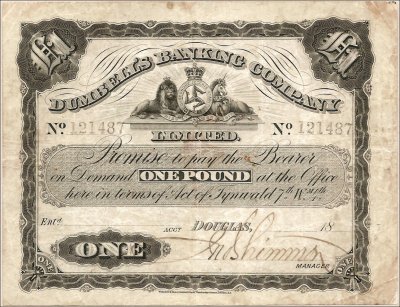 £1 £1
DUMBELL'S BANKING COMPANY
No. 121487 No. 121487
LIMITED.
Promise to pay the Bearer
on Demand ONE POUND at the Office
here in terms of Act of Tynwald 7th Wm. 4th
Entd. ACCT DOUGLAS, 18
ONE
MANAGER